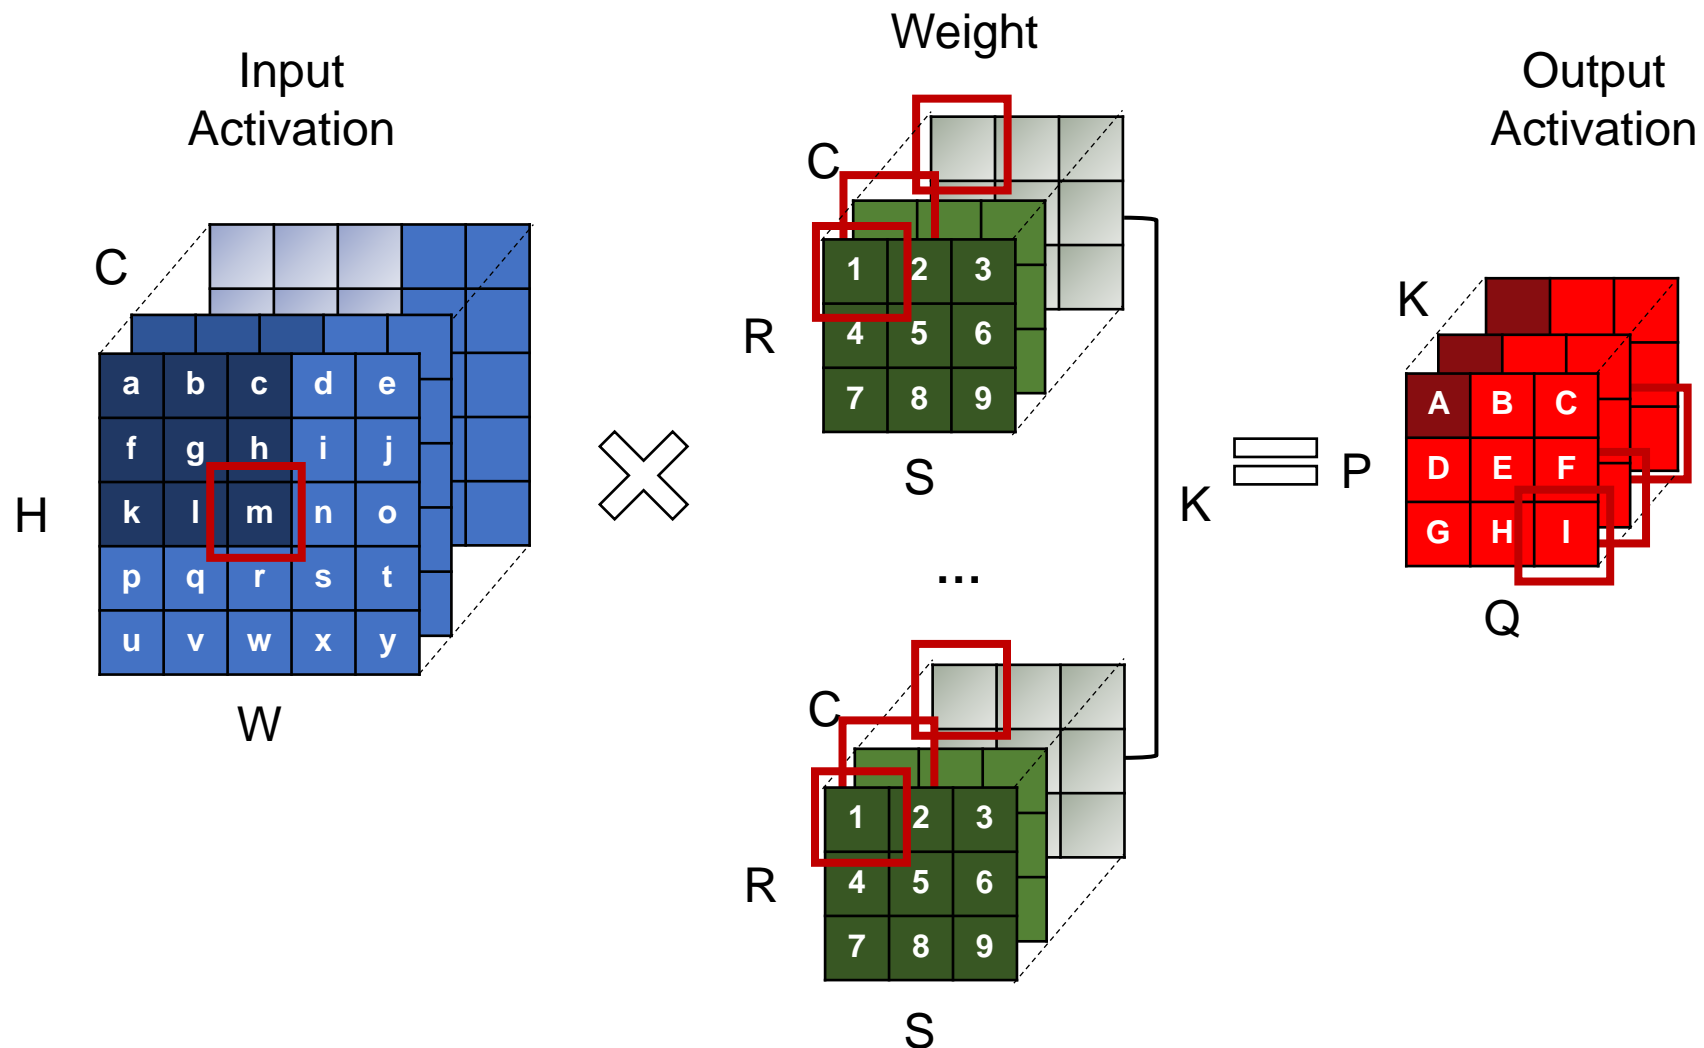 Input
Activation
Weight
Output
Activation
C
H
a b c d e
f g h i j
k l m n o
p q r s t
u v w x y
W
C
R
1 2 3
4 5 6
7 8 9
S
...
K
C
R
1 2 3
4 5 6
7 8 9
S
K
P
A B C
D E F
G H I
Q